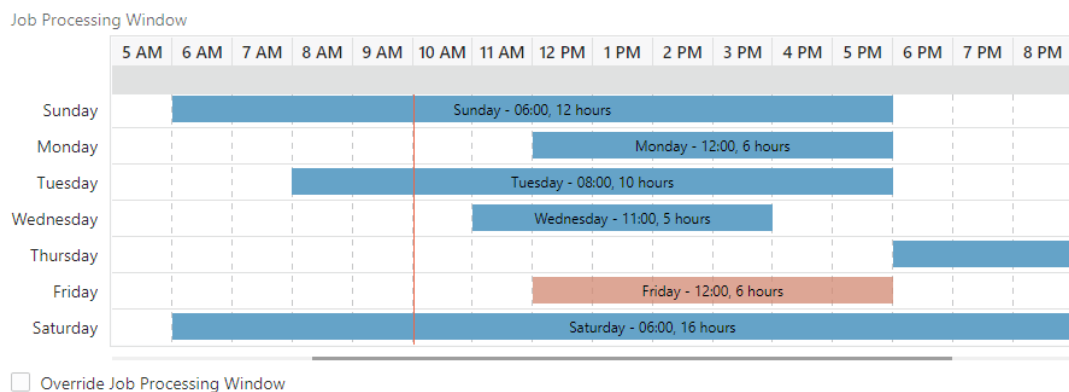 Job Processing Window
5 AM 6 AM 7 AM 8 AM 9 AM 10 AM 11 AM 12 PM 1 PM 2 PM 3 PM 4 PM 5 PM 6 PM 7 PM 8 PM
Sunday Sunday - 06:00, 12 hours
Monday Monday - 12:00, 6 hours
Tuesday Tuesday - 08:00, 10 hours
Wednesday Wednesday - 11:00, 5 hours
Thursday
Friday Friday - 12:00, 6 hours
Saturday Saturday - 06:00, 16 hours
Override Job Processing Window